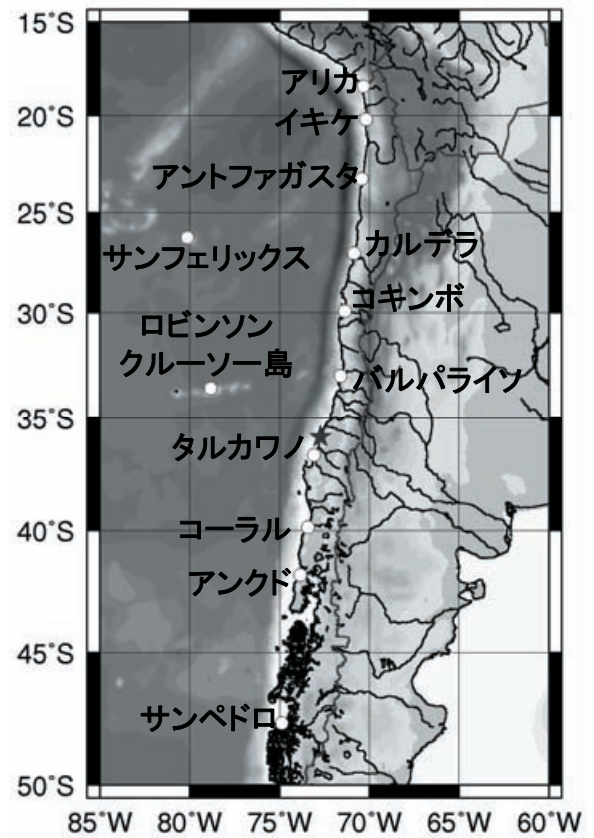 15°S
アリカ
20°S
イキケ
アントファガスタ
25°S
サンフェリックス
カルデラ
コキンボ
30°S
ロビンソン
クルーソー島
バルパライソ
35°S
タルカワノ
コーラル
40°S
アンクド
45°S
サンペドロ
50°S
85°W 80°W 75°W 70°W 65°W 60°W